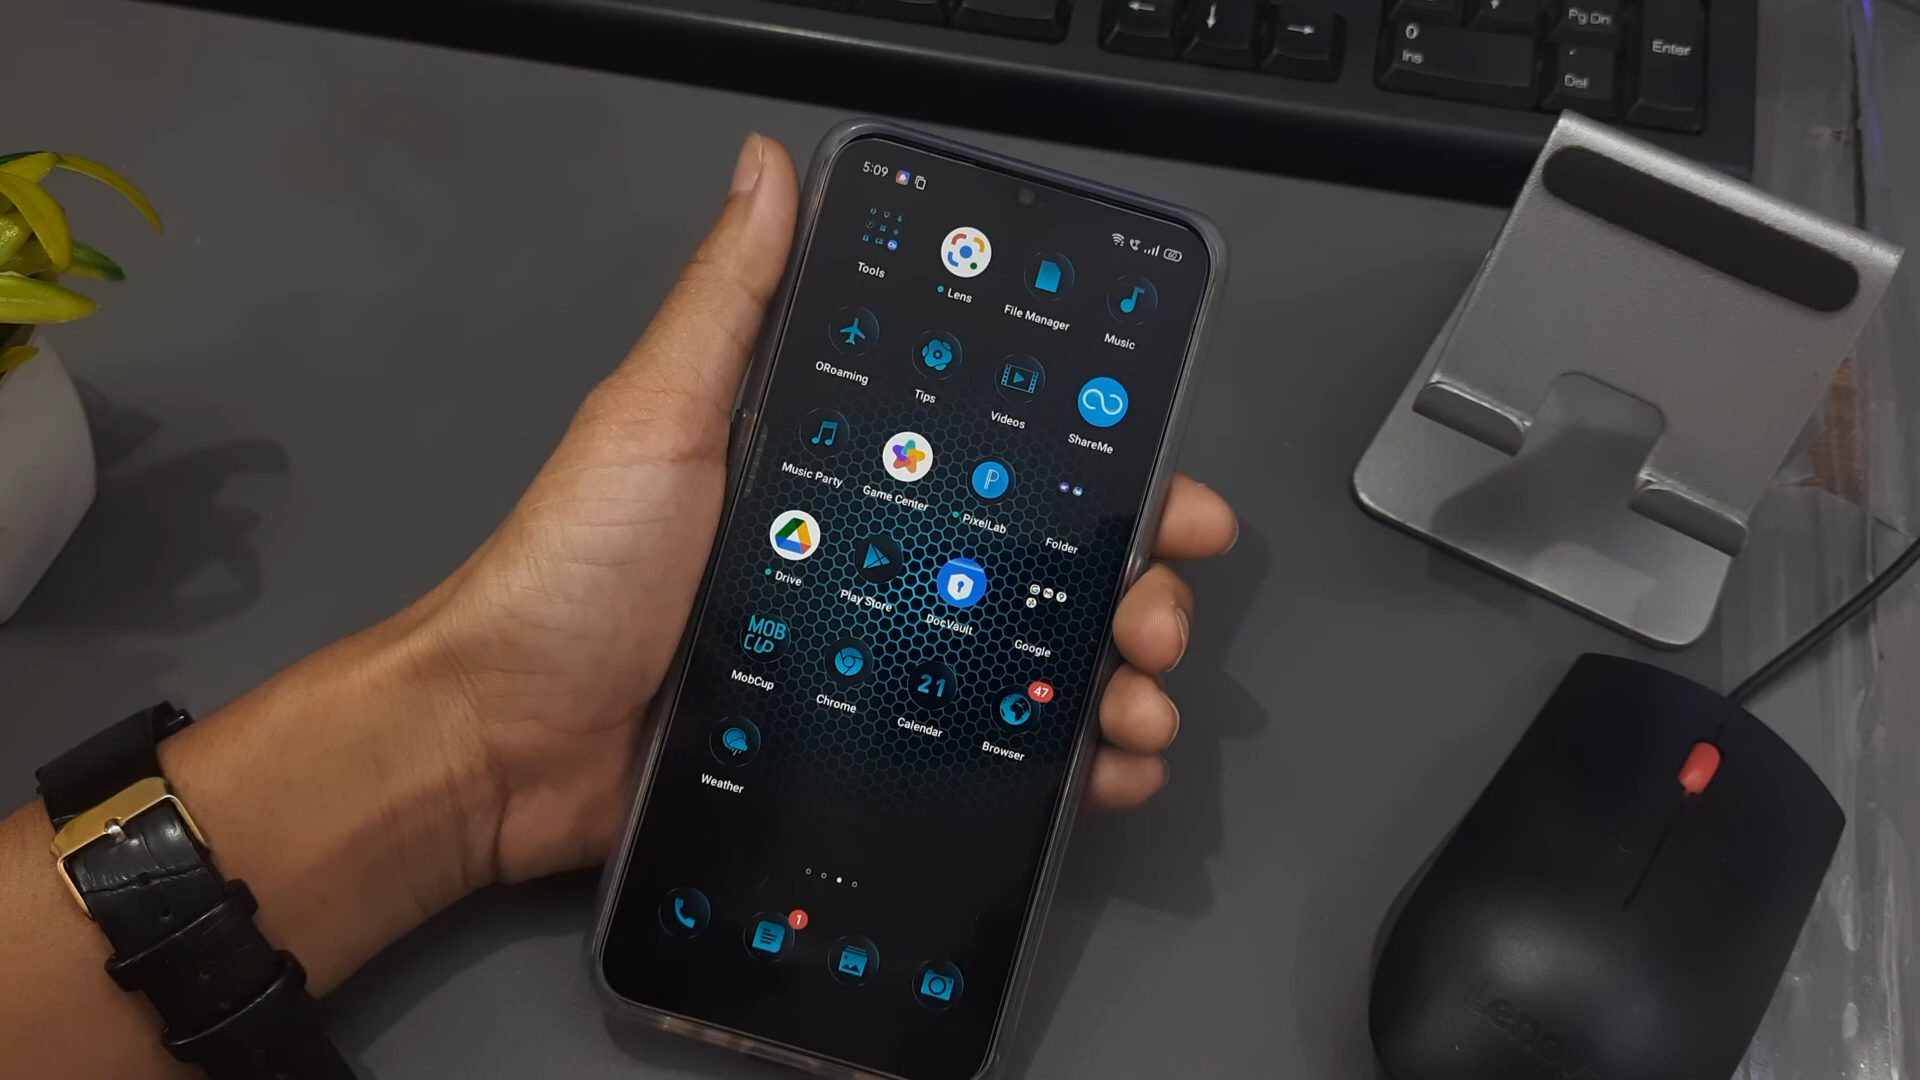 Pg Dn
0
Ins
Del
Enter
5:09
60
Tools
Lens
File Manager
Music
ORoaming
Tips
Videos
ShareMe
Music Party
Game Center
P
PixelLab
Folder
Drive
Play Store
DocVault
Google
MOB
CUP
MobCup
Chrome
21
Calendar
47
Browser
Weather
1
Lenovo